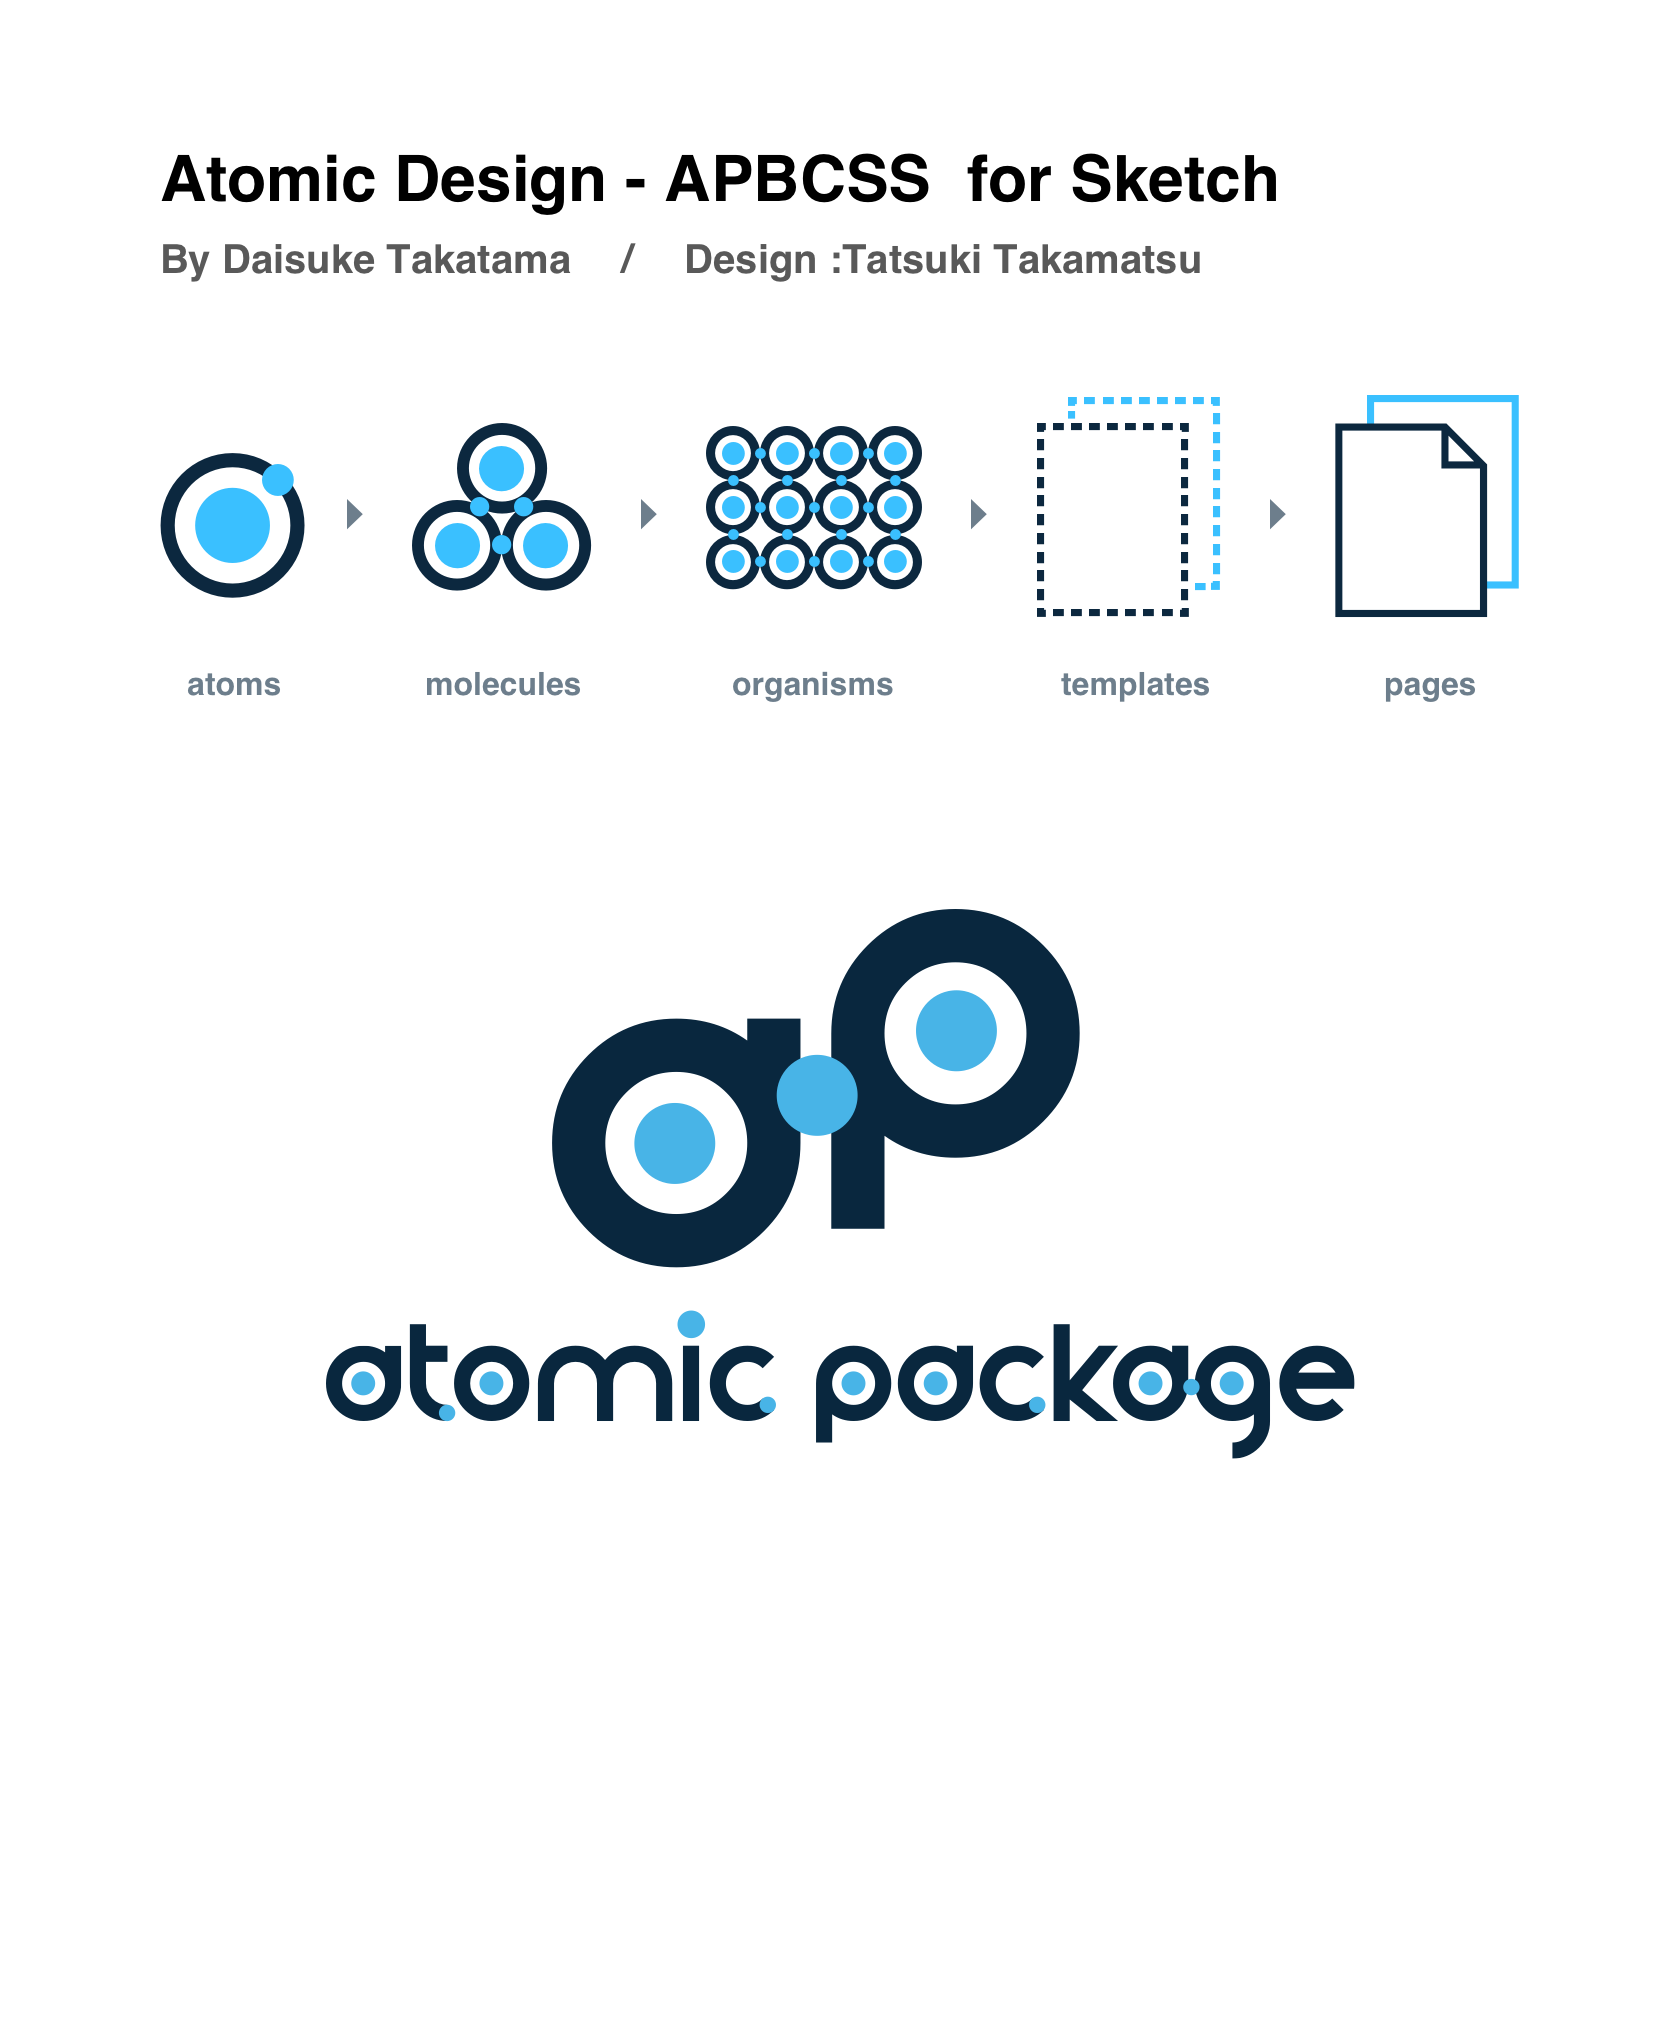 Atomic Design - APBCSS  for Sketch
By Daisuke Takatama / Design :Tatsuki Takamatsu
atoms molecules organisms templates pages
ap
atomic package